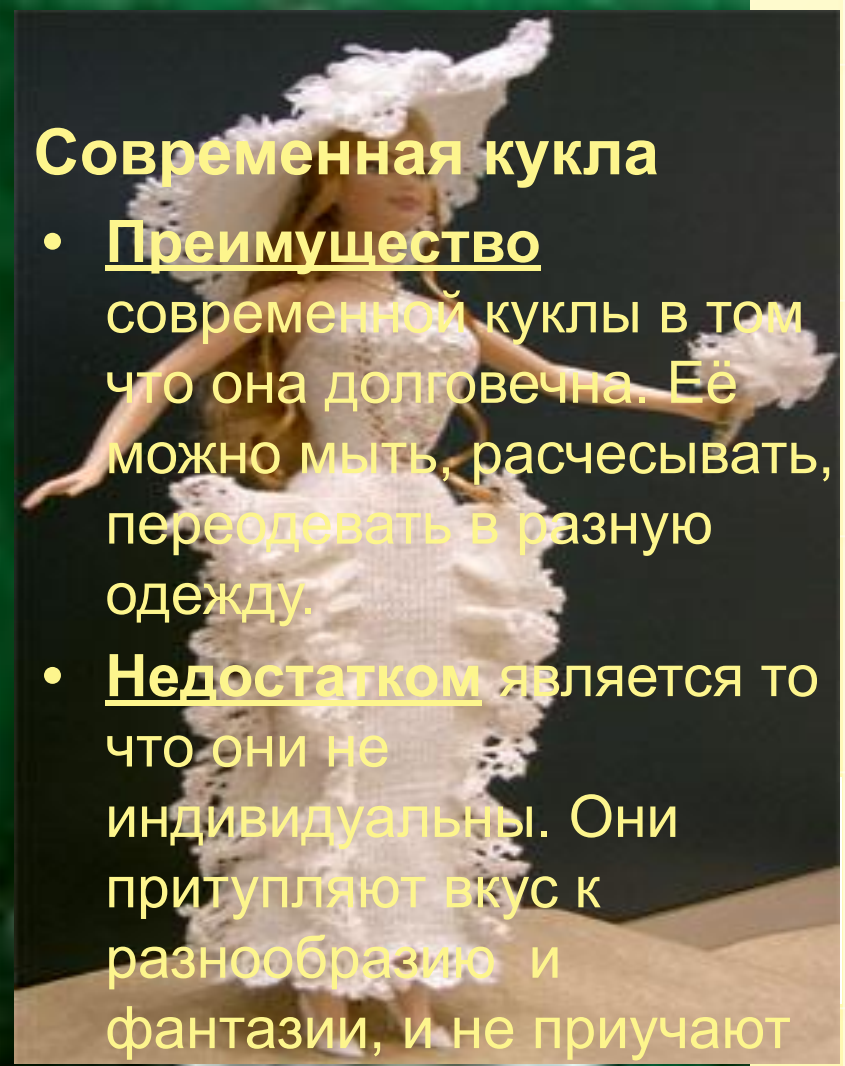 Современная кукла
• Преимущество
современной куклы в том
что она долговечна. Её
можно мыть, расчесывать,
переодевать в разную
одежду.
• Недостатком является то
что они не
индивидуальны. Они
притупляют вкус к
разнообразию и
фантазии, и не приучают